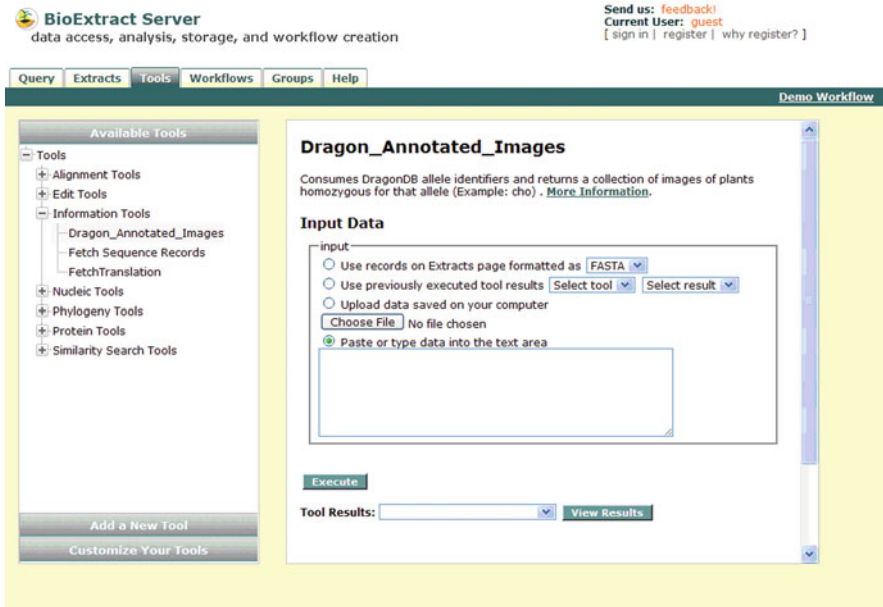 BioExtract Server
data access, analysis, storage, and workflow creation
Send us: feedback!
Current User: guest
[ sign in | register | why register? ]
Query Extracts Tools Workflows Groups Help
Demo Workflow
Available Tools
Tools
Alignment Tools
Edit Tools
Information Tools
Dragon_Annotated_Images
Fetch Sequence Records
FetchTranslation
Nucleic Tools
Phylogeny Tools
Protein Tools
Similarity Search Tools
Add a New Tool
Customize Your Tools
Dragon_Annotated_Images
Consumes DragonDB allele identifiers and returns a collection of images of plants
homozygous for that allele (Example: cho) . More Information.
Input Data
input
Use records on Extracts page formatted as FASTA
Use previously executed tool results Select tool Select result
Upload data saved on your computer
Choose File No file chosen
Paste or type data into the text area
Execute
Tool Results: View Results